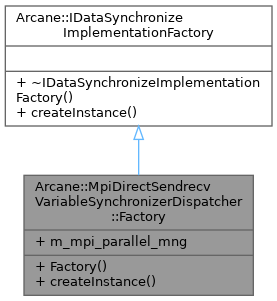 Arcane::IDataSynchronize
ImplementationFactory
+ ~IDataSynchronizeImplementation
Factory()
+ createInstance()
Arcane::MpiDirectSendrecv
VariableSynchronizerDispatcher
::Factory
+ m_mpi_parallel_mng
+ Factory()
+ createInstance()